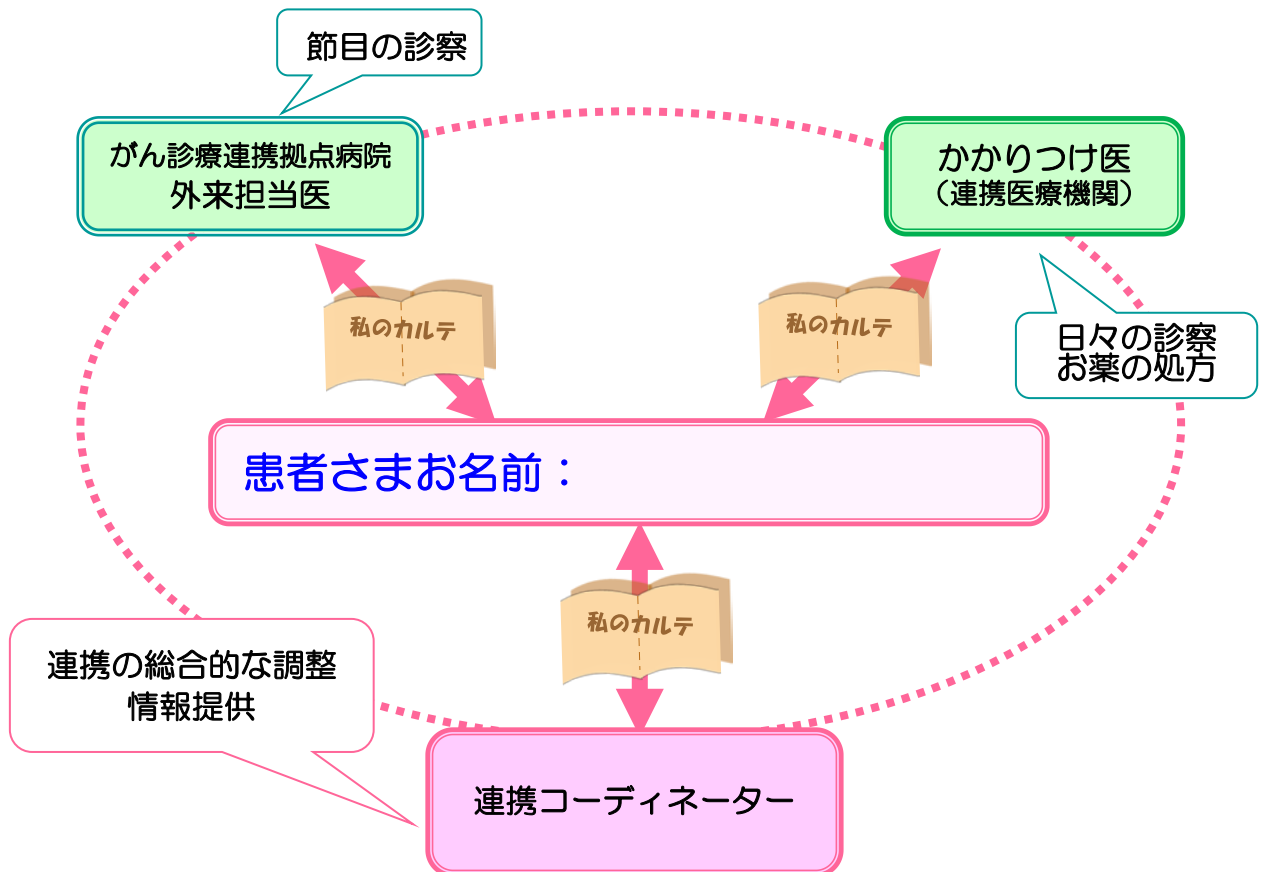 節目の診察
がん診療連携拠点病院
外来担当医
かかりつけ医
（連携医療機関）
私のカルテ
私のカルテ
日々の診察
お薬の処方
患者さまお名前：
私のカルテ
連携の総合的な調整
情報提供
連携コーディネーター